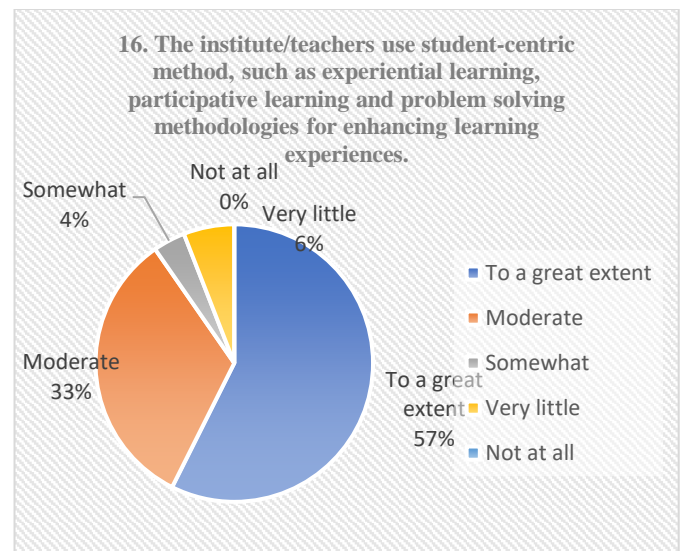 16. The institute/teachers use student-centric
method, such as experiential learning,
participative learning and problem solving
methodologies for enhancing learning
experiences.
Not at all
0%
Somewhat
4%
Very little
6%
Moderate
33%
To a great
extent
57%
To a great extent
Moderate
Somewhat
Very little
Not at all